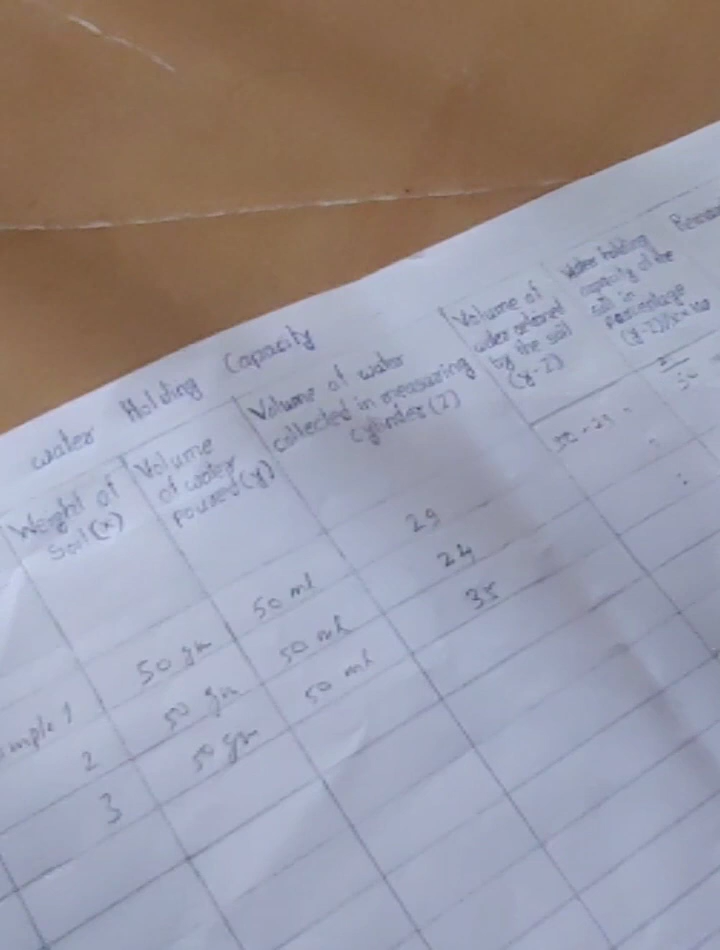 water Holding Capacity
Weight of
Soil (x)
Volume
of water
Poured (y)
Volume of water
collected in measuring
Cylinder (Z)
Volume of
water retained
by the soil
(y-Z)
Water holding
capacity of the
soil in
percentage
(y-Z)/x × 100
50 gm
50 ml
29
2
50 gm
50 ml
24
3
50 gm
50 ml
35